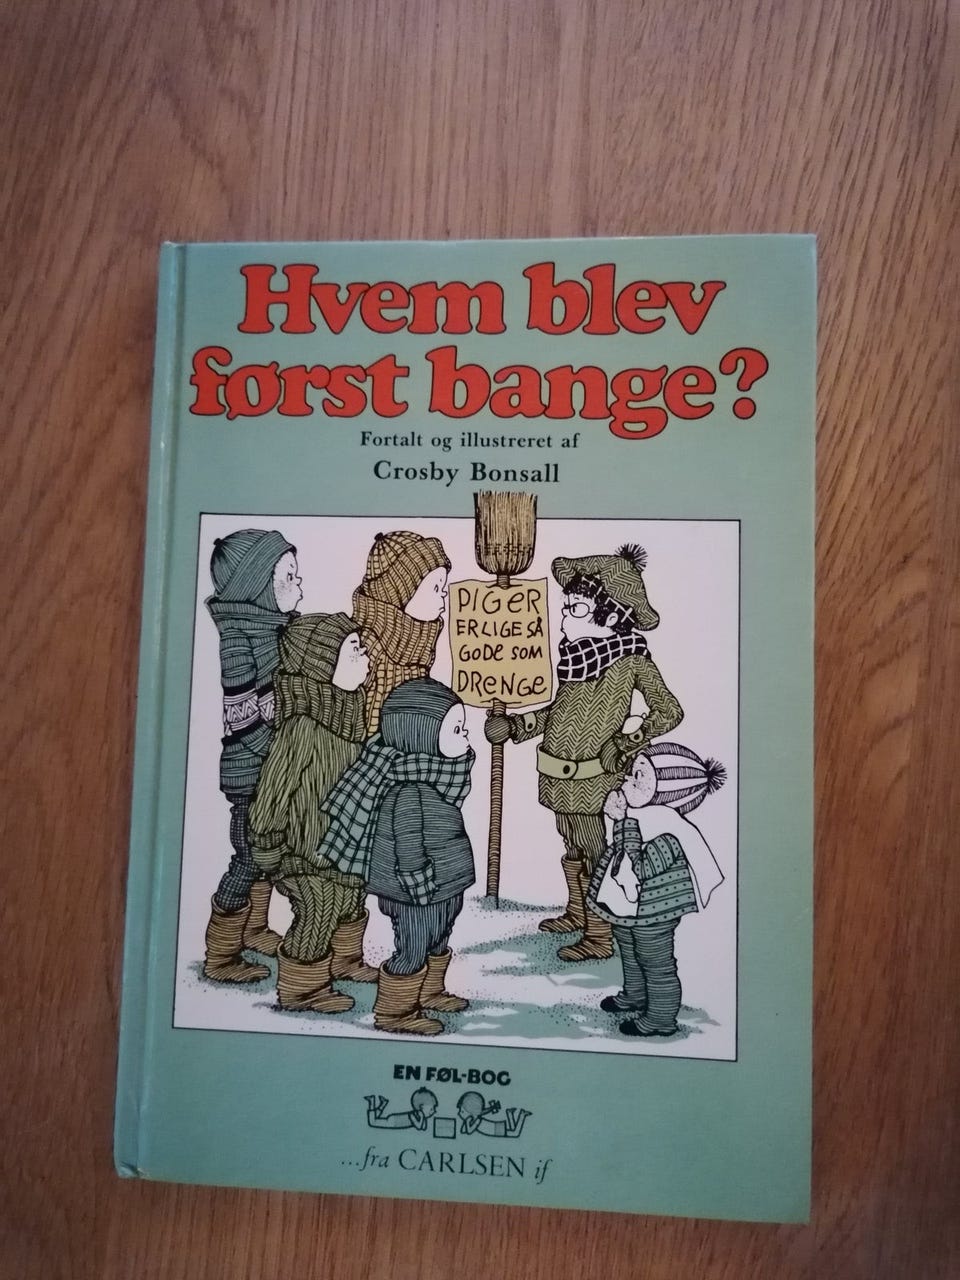 Hvem blev
først bange?
Fortalt og illustreret af
Crosby Bonsall
PIGER
ER LIGE SÅ
GODE SOM
DRENGE
EN FØL-BOG
...fra CARLSEN if